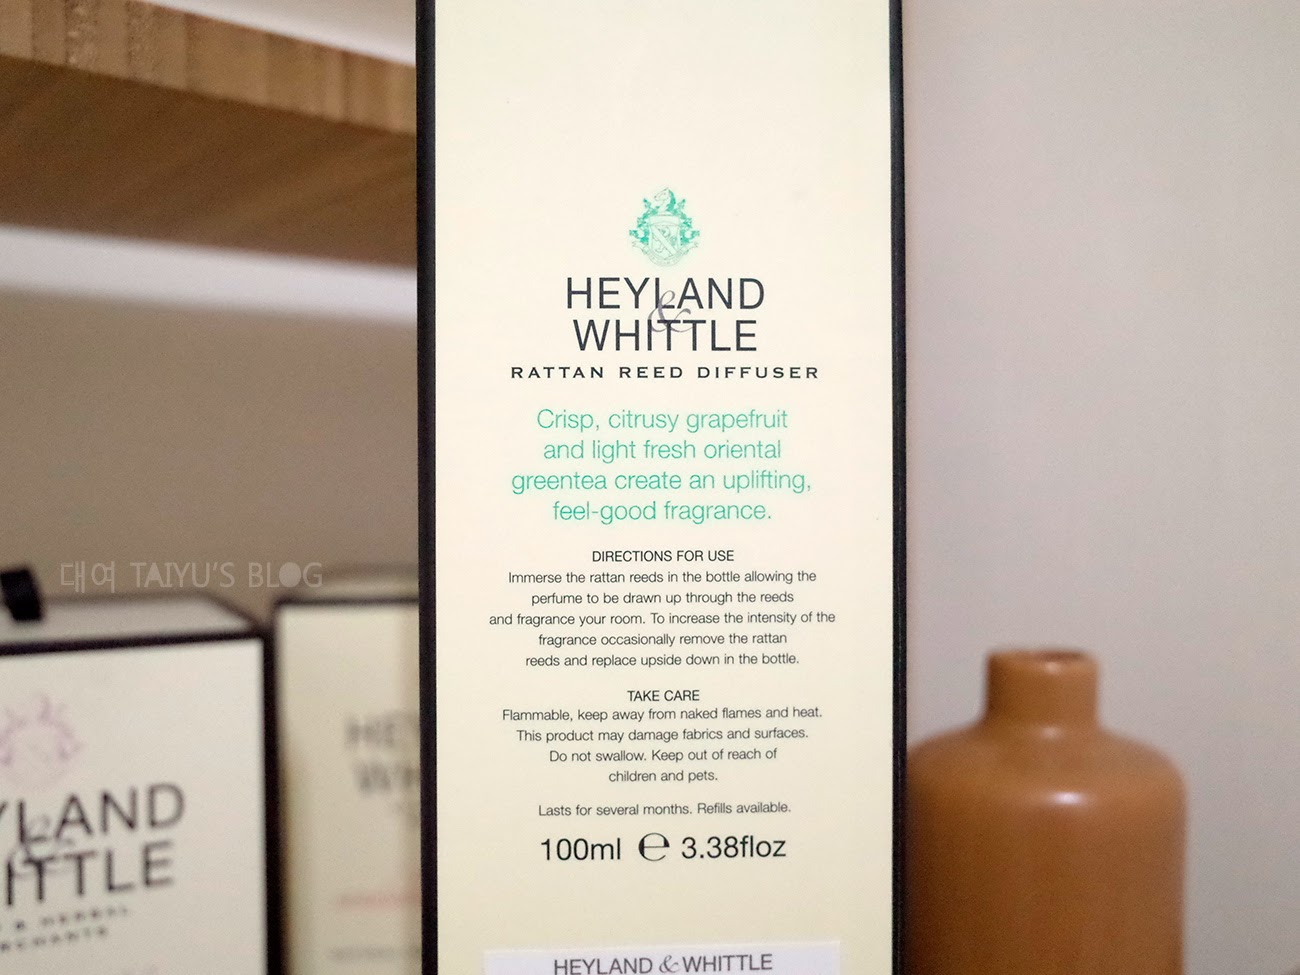 HEYLAND
&
WHITTLE
RATTAN REED DIFFUSER
Crisp, citrusy grapefruit
and light fresh oriental
greentea create an uplifting,
feel-good fragrance.
DIRECTIONS FOR USE
Immerse the rattan reeds in the bottle allowing the
perfume to be drawn up through the reeds
and fragrance your room. To increase the intensity of the
fragrance occasionally remove the rattan
reeds and replace upside down in the bottle.
TAKE CARE
Flammable, keep away from naked flames and heat.
This product may damage fabrics and surfaces.
Do not swallow. Keep out of reach of
children and pets.
Lasts for several months. Refills available.
100ml ℮ 3.38floz
HEYLAND & WHITTLE
대여 TAIYU'S BLOG
YLAND
&
ITTLE
& HERBAL
RCHANTS
HE
WH